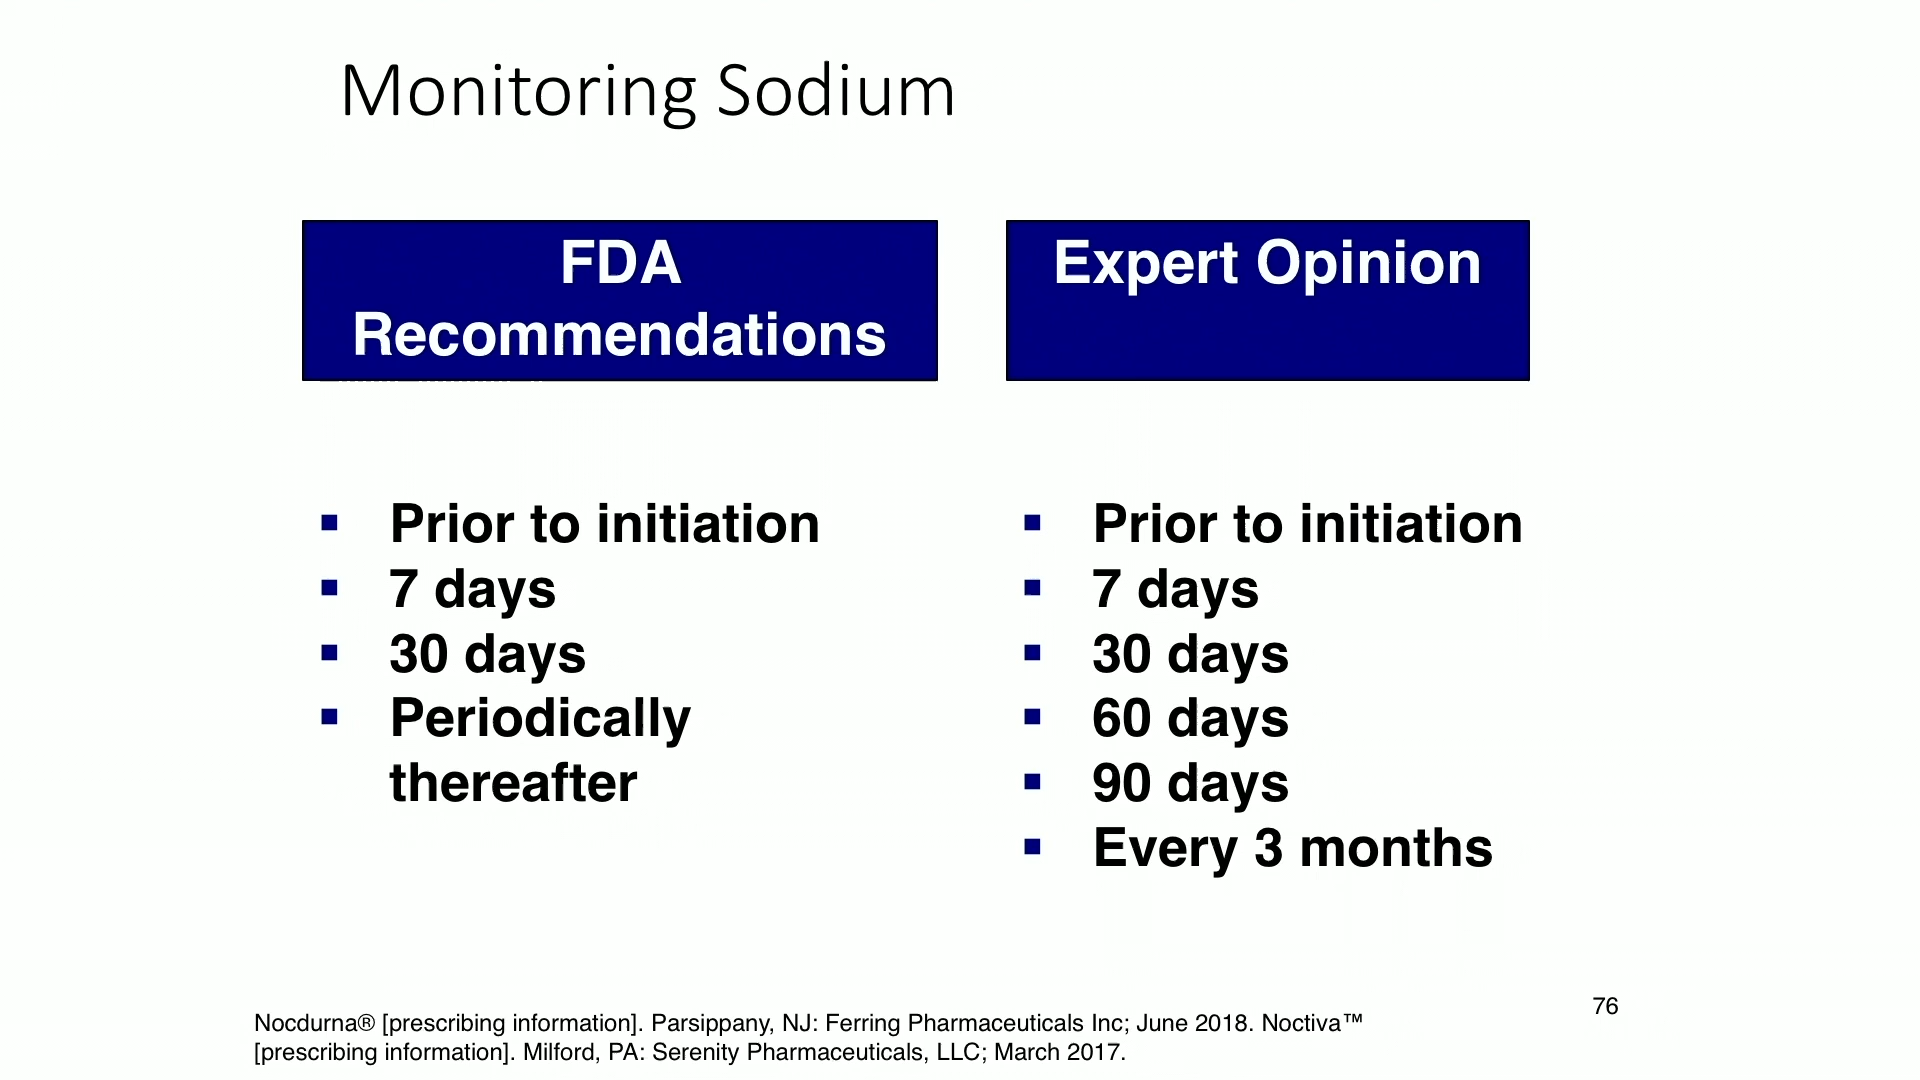 Monitoring Sodium
FDA
Recommendations
Prior to initiation
7 days
30 days
Periodically
thereafter
Expert Opinion
Prior to initiation
7 days
30 days
60 days
90 days
Every 3 months
76
Nocdurna® [prescribing information]. Parsippany, NJ: Ferring Pharmaceuticals Inc; June 2018. Noctiva™
[prescribing information]. Milford, PA: Serenity Pharmaceuticals, LLC; March 2017.